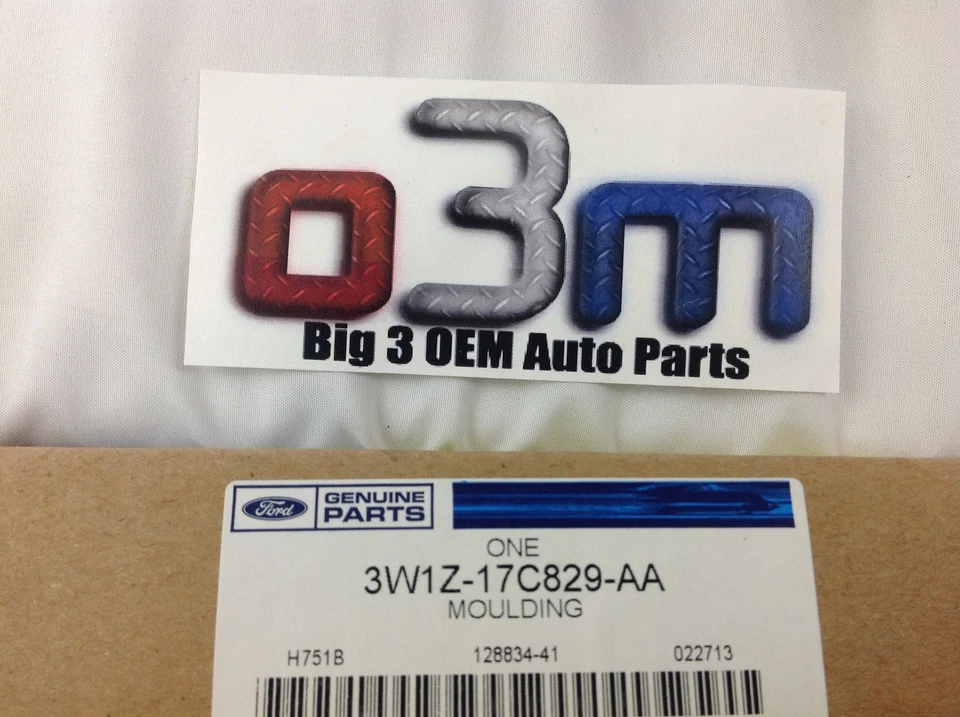 o3m
Big 3 OEM Auto Parts
Ford GENUINE
PARTS
ONE
3W1Z-17C829-AA
MOULDING
H751B 128834-41 022713